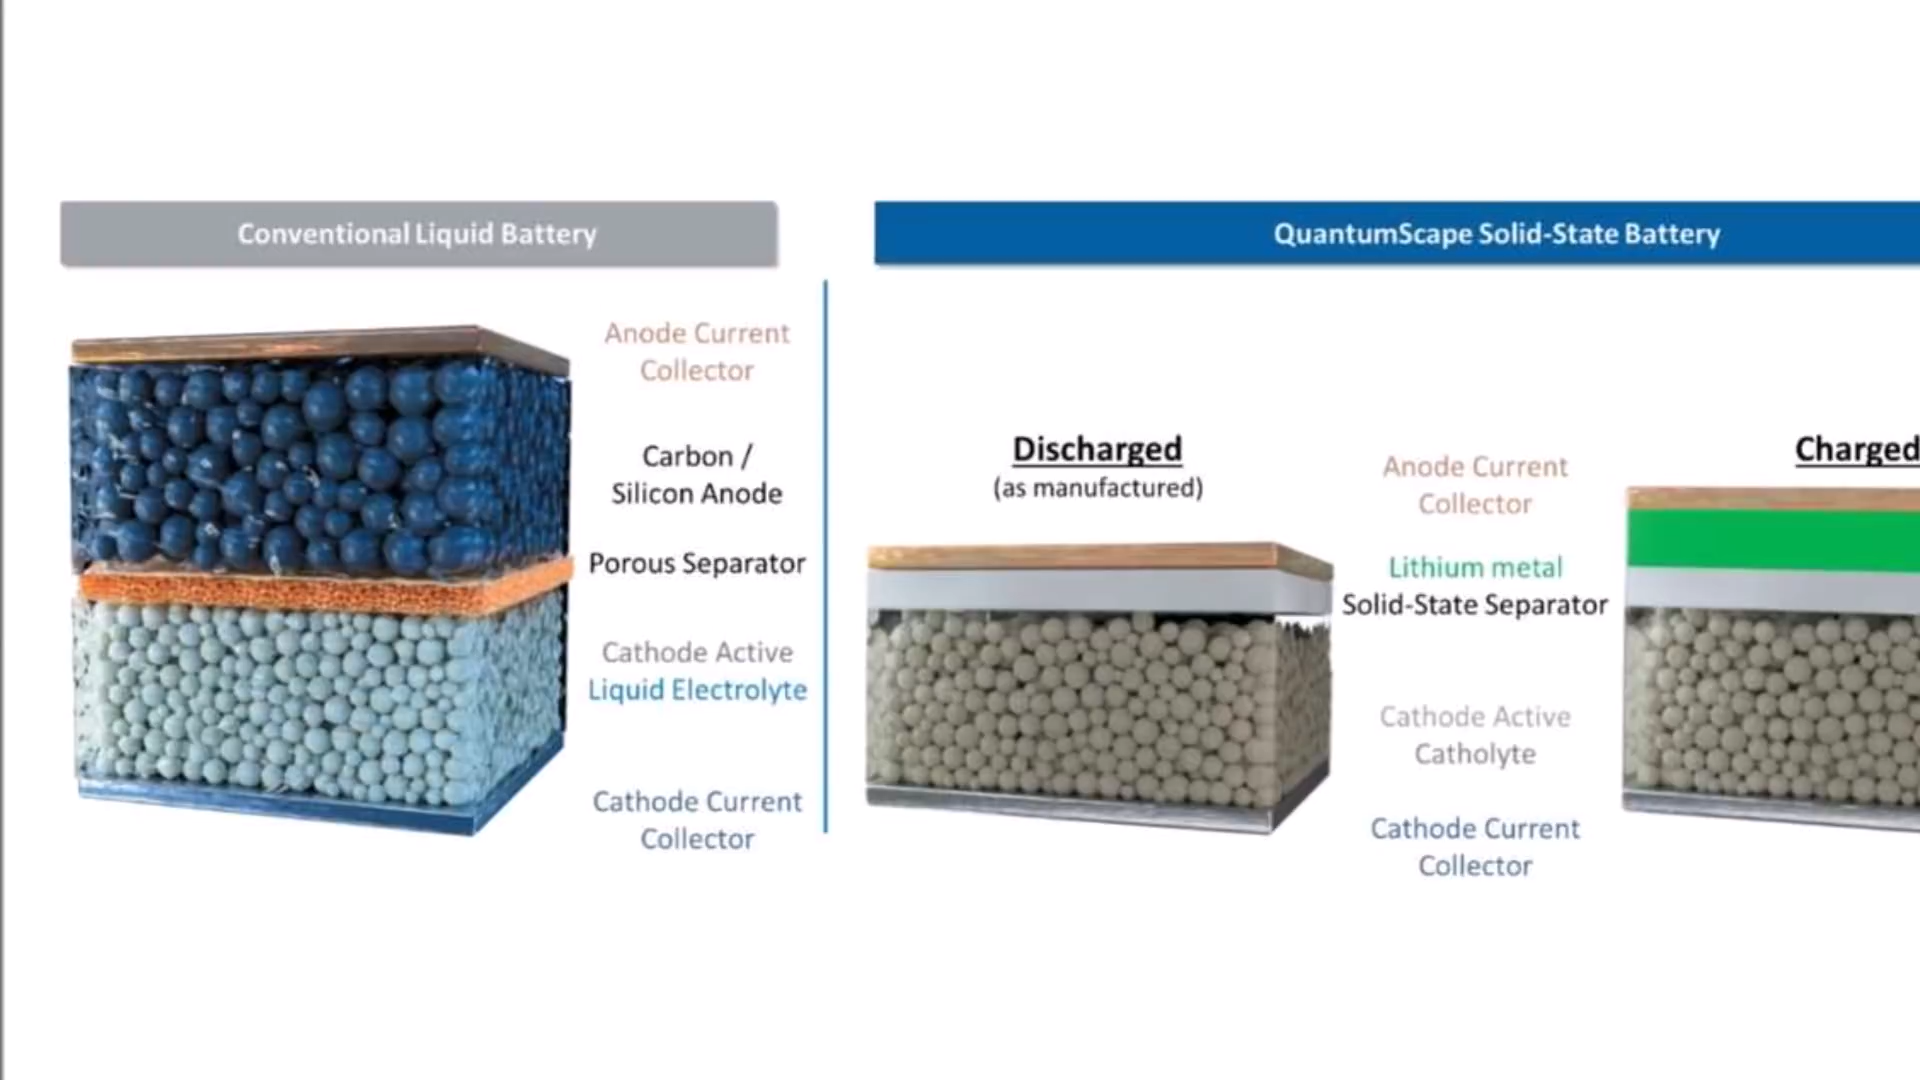 Conventional Liquid Battery
Anode Current
Collector
Carbon /
Silicon Anode
Porous Separator
Cathode Active
Liquid Electrolyte
Cathode Current
Collector
QuantumScape Solid-State Battery
Discharged
(as manufactured)
Anode Current
Collector
Lithium metal
Solid-State Separator
Cathode Active
Catholyte
Cathode Current
Collector
Charged